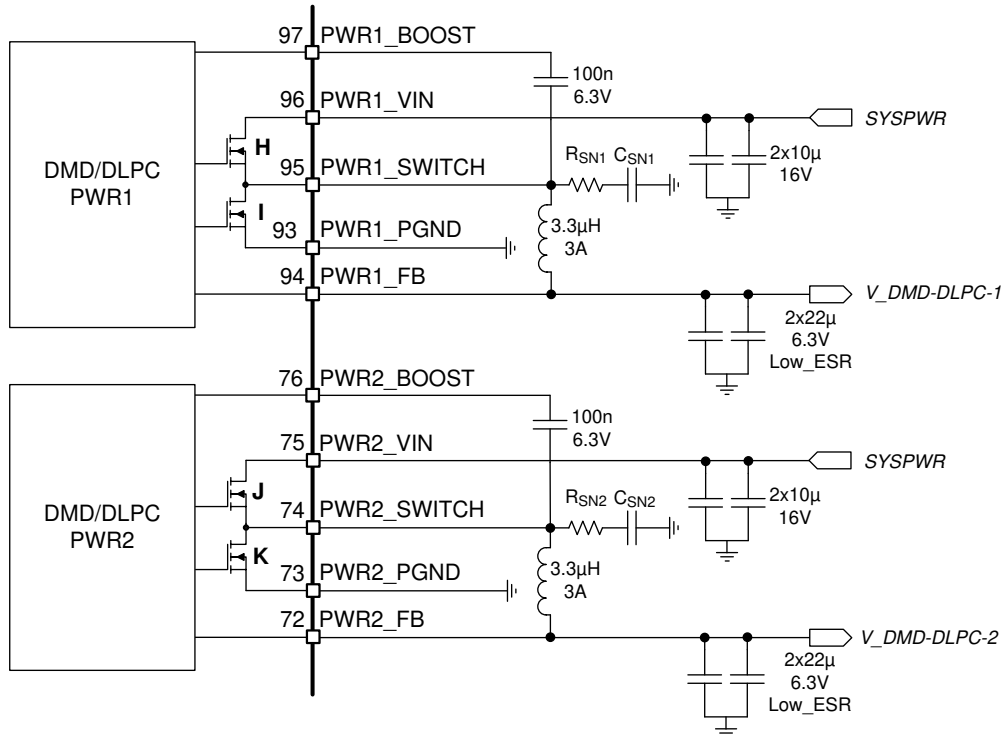 97 PWR1_BOOST
100n
6.3V
96 PWR1_VIN
SYSPWR
H
DMD/DLPC
PWR1
2x10µ
16V
95 PWR1_SWITCH
RSN1 CSN1
I
3.3µH
3A
93 PWR1_PGND
94 PWR1_FB
V_DMD-DLPC-1
2x22µ
6.3V
Low_ESR
76 PWR2_BOOST
100n
6.3V
75 PWR2_VIN
SYSPWR
J
DMD/DLPC
PWR2
2x10µ
16V
74 PWR2_SWITCH
RSN2 CSN2
K
3.3µH
3A
73 PWR2_PGND
72 PWR2_FB
V_DMD-DLPC-2
2x22µ
6.3V
Low_ESR